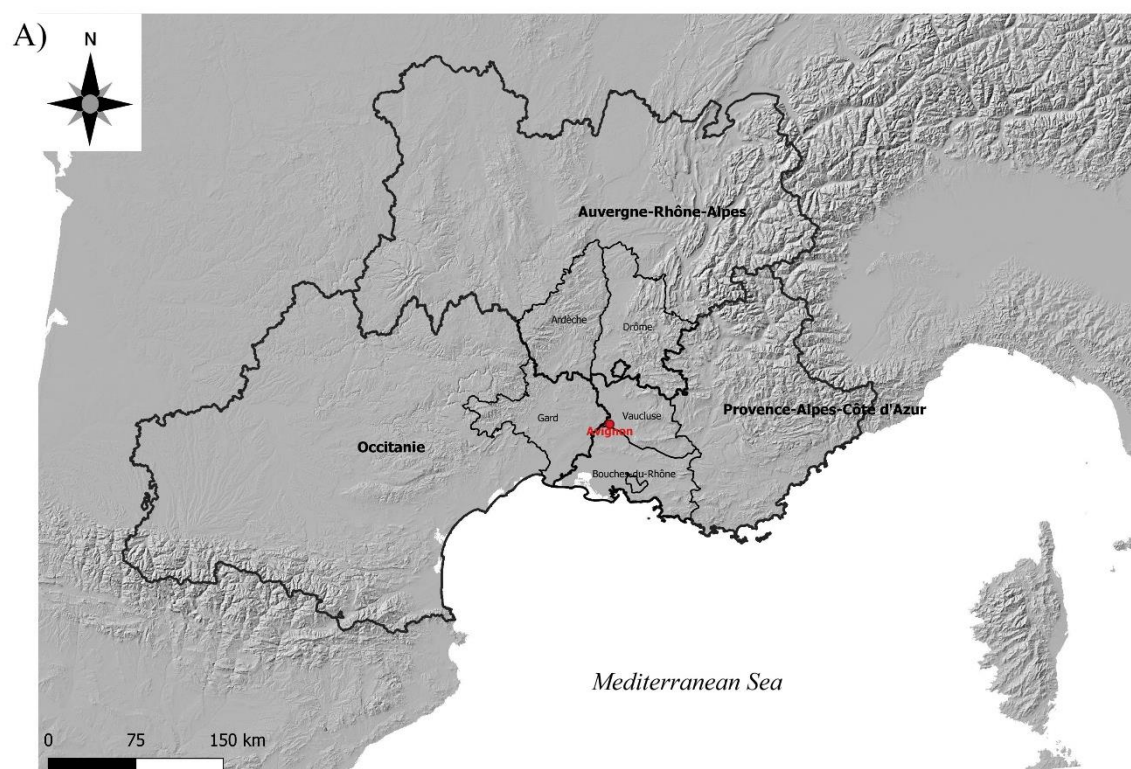 A)
N
Auvergne-Rhône-Alpes
Ardèche
Drôme
Provence-Alpes-Côte d'Azur
Gard
Vaucluse
Avignon
Occitanie
Bouches-du-Rhône
Mediterranean Sea
0 75 150 km